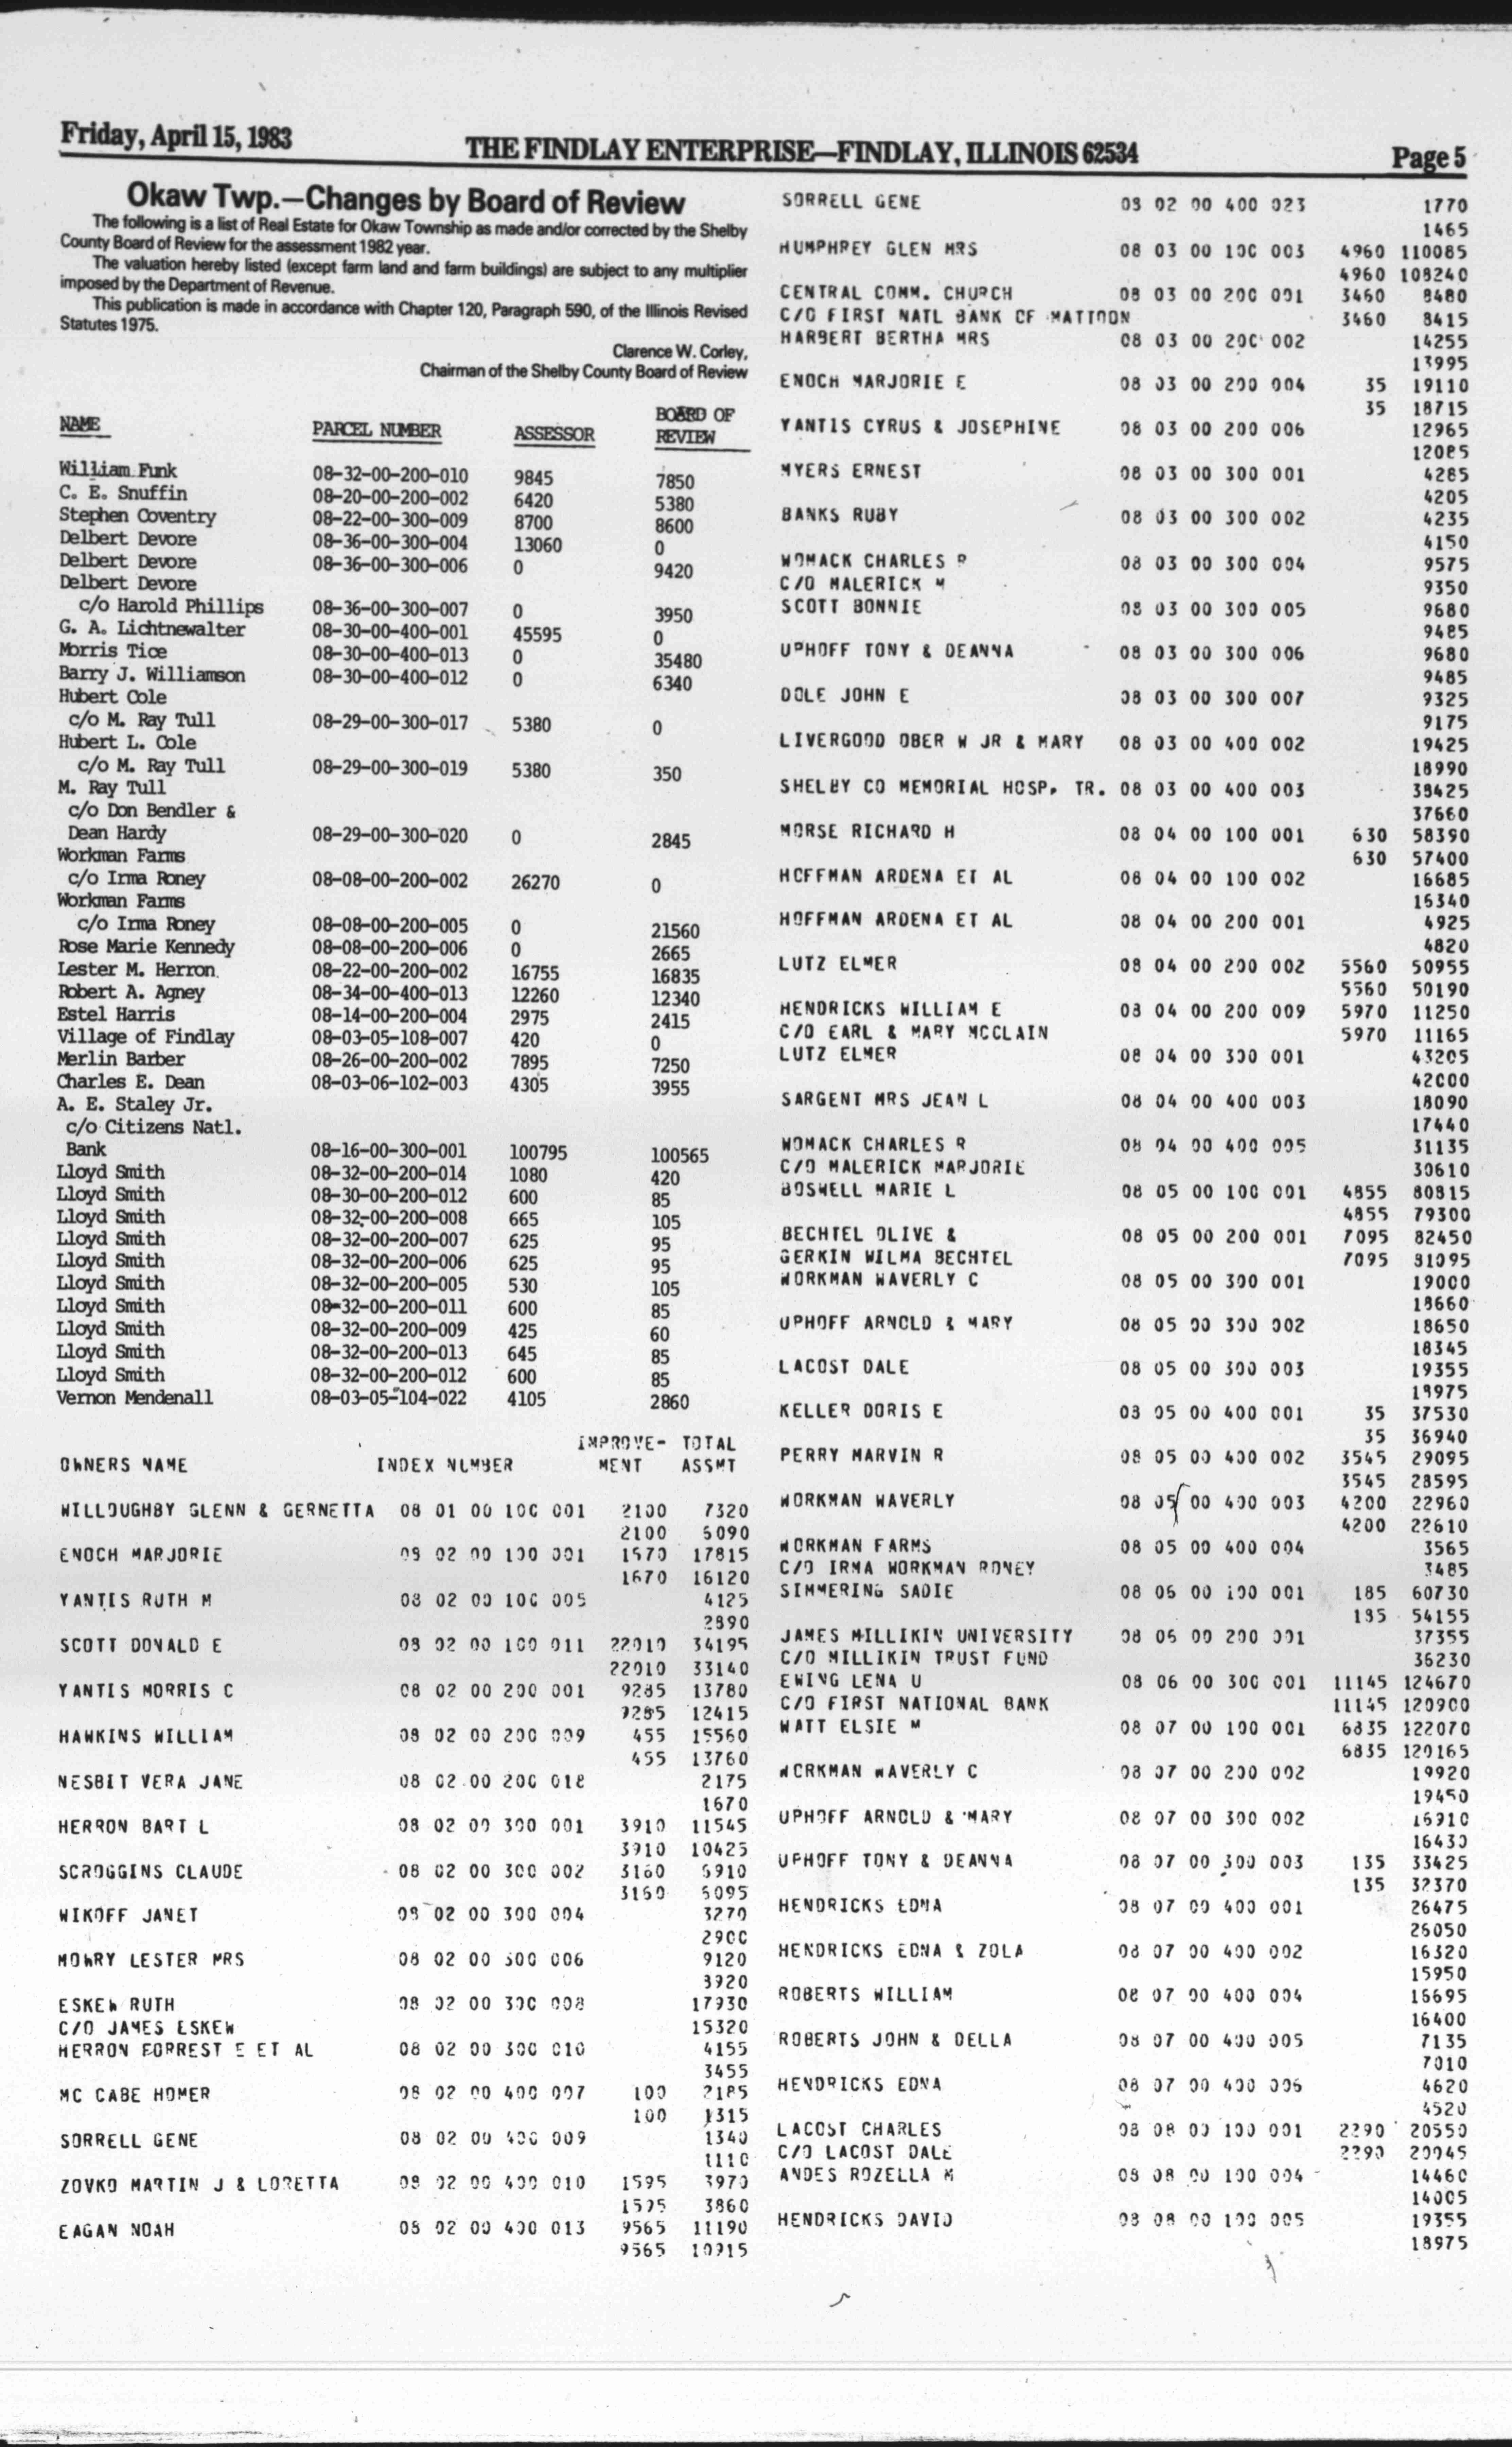 Friday, April 15, 1983 THE FINDLAY ENTERPRISE—FINDLAY, ILLINOIS 62534 Page 5
Okaw Twp.—Changes by Board of Review
The following is a list of Real Estate for Okaw Township as made and/or corrected by the Shelby
County Board of Review for the assessment 1982 year.
The valuation hereby listed (except farm land and farm buildings) are subject to any multiplier
imposed by the Department of Revenue.
This publication is made in accordance with Chapter 120, Paragraph 590, of the Illinois Revised
Statutes 1975.
Clarence W. Corley,
Chairman of the Shelby County Board of Review
NAME PARCEL NUMBER ASSESSOR BOARD OF
REVIEW
William Funk 08-32-00-200-010 9845 7850
C. E. Snuffin 08-20-00-200-002 6420 5380
Stephen Coventry 08-22-00-300-009 8700 8600
Delbert Devore 08-36-00-300-004 13060 0
Delbert Devore 08-36-00-300-006 0 9420
Delbert Devore
c/o Harold Phillips 08-36-00-300-007 0 3950
G. A. Lichtnewalter 08-30-00-400-001 45595 0
Morris Tice 08-30-00-400-013 0 35480
Barry J. Williamson 08-30-00-400-012 0 6340
Hubert Cole
c/o M. Ray Tull 08-29-00-300-017 5380 0
Hubert L. Cole
c/o M. Ray Tull 08-29-00-300-019 5380 350
M. Ray Tull
c/o Don Bendler &
Dean Hardy 08-29-00-300-020 0 2845
Workman Farms
c/o Irma Roney 08-08-00-200-002 26270 0
Workman Farms
c/o Irma Roney 08-08-00-200-005 0 21560
Rose Marie Kennedy 08-08-00-200-006 0 2665
Lester M. Herron 08-22-00-200-002 16755 16835
Robert A. Agney 08-34-00-400-013 12260 12340
Estel Harris 08-14-00-200-004 2975 2415
Village of Findlay 08-03-05-108-007 420 0
Merlin Barber 08-26-00-200-002 7895 7250
Charles E. Dean 08-03-06-102-003 4305 3955
A. E. Staley Jr.
c/o Citizens Natl.
Bank 08-16-00-300-001 100795 100565
Lloyd Smith 08-32-00-200-014 1080 420
Lloyd Smith 08-30-00-200-012 600 85
Lloyd Smith 08-32-00-200-008 665 105
Lloyd Smith 08-32-00-200-007 625 95
Lloyd Smith 08-32-00-200-006 625 95
Lloyd Smith 08-32-00-200-005 530 105
Lloyd Smith 08-32-00-200-011 600 85
Lloyd Smith 08-32-00-200-009 425 60
Lloyd Smith 08-32-00-200-013 645 85
Lloyd Smith 08-32-00-200-012 600 85
Vernon Mendenall 08-03-05-104-022 4105 2860
IMPROVE- TOTAL
OWNERS NAME INDEX NUMBER MENT ASSMT
WILLOUGHBY GLENN & GERNETTA 08 01 00 100 001 2100 7320
2100 6090
ENOCH MARJORIE 08 02 00 100 001 1670 17815
1670 16120
YANTIS RUTH M 08 02 00 100 005 4125
2890
SCOTT DONALD E 08 02 00 100 011 22010 34195
22010 33140
YANTIS MORRIS C 08 02 00 200 001 9285 13780
9285 12415
HAWKINS WILLIAM 08 02 00 200 009 455 15560
455 13760
NESBIT VERA JANE 08 02 00 200 018 2175
1670
HERRON BART L 08 02 00 300 001 3910 11545
3910 10425
SCROGGINS CLAUDE 08 02 00 300 002 3160 6910
3160 6095
WIKOFF JANET 08 02 00 300 004 3270
2900
MOWRY LESTER MRS 08 02 00 300 006 9120
8920
ESKEW RUTH 08 02 00 300 008 17930
C/O JAMES ESKEW 15320
HERRON FORREST E ET AL 08 02 00 300 010 4155
3455
MC CABE HOMER 08 02 00 400 007 100 2185
100 1315
SORRELL GENE 08 02 00 400 009 1340
1110
ZOVKO MARTIN J & LORETTA 08 02 00 400 010 1595 3970
1595 3860
EAGAN NOAH 08 02 00 400 013 9565 11190
9565 10915
SORRELL GENE 08 02 00 400 023 1770
1465
HUMPHREY GLEN MRS 08 03 00 100 003 4960 110085
4960 108240
CENTRAL COMM. CHURCH 08 03 00 200 001 3460 8480
C/O FIRST NATL BANK OF MATTOON 3460 8415
HARBERT BERTHA MRS 08 03 00 200 002 14255
13995
ENOCH MARJORIE E 08 03 00 200 004 35 19110
35 18715
YANTIS CYRUS & JOSEPHINE 08 03 00 200 006 12965
12085
MYERS ERNEST 08 03 00 300 001 4285
4205
BANKS RUBY 08 03 00 300 002 4235
4150
WOMACK CHARLES R 08 03 00 300 004 9575
C/O MALERICK M 9350
SCOTT BONNIE 08 03 00 300 005 9680
9485
UPHOFF TONY & DEANNA 08 03 00 300 006 9680
9485
DOLE JOHN E 08 03 00 300 007 9325
9175
LIVERGOOD OBER W JR & MARY 08 03 00 400 002 19425
18990
SHELBY CO MEMORIAL HOSP. TR. 08 03 00 400 003 38425
37660
MORSE RICHARD H 08 04 00 100 001 630 58390
630 57400
HOFFMAN ARDENA ET AL 08 04 00 100 002 16685
16340
HOFFMAN ARDENA ET AL 08 04 00 200 001 4925
4820
LUTZ ELMER 08 04 00 200 002 5560 50955
5560 50190
HENDRICKS WILLIAM E 08 04 00 200 009 5970 11250
C/O EARL & MARY MCCLAIN 5970 11165
LUTZ ELMER 08 04 00 300 001 43205
42000
SARGENT MRS JEAN L 08 04 00 400 003 18090
17440
WOMACK CHARLES R 08 04 00 400 005 31135
C/O MALERICK MARJORIE 30610
BOSWELL MARIE L 08 05 00 100 001 4855 80815
4855 79300
BECHTEL OLIVE & 08 05 00 200 001 7095 82450
GERKIN WILMA BECHTEL 7095 81095
WORKMAN WAVERLY C 08 05 00 300 001 19000
18660
UPHOFF ARNOLD & MARY 08 05 00 300 002 18650
18345
LACOST DALE 08 05 00 300 003 19355
18975
KELLER DORIS E 08 05 00 400 001 35 37530
35 36940
PERRY MARVIN R 08 05 00 400 002 3545 29095
3545 28595
WORKMAN WAVERLY 08 05 00 400 003 4200 22960
4200 22610
WORKMAN FARMS 08 05 00 400 004 3565
C/O IRMA WORKMAN RONEY 3485
SIMMERING SADIE 08 06 00 100 001 185 60730
185 54155
JAMES MILLIKIN UNIVERSITY 08 06 00 200 001 37355
C/O MILLIKIN TRUST FUND 36230
EWING LENA U 08 06 00 300 001 11145 124670
C/O FIRST NATIONAL BANK 11145 120900
WATT ELSIE M 08 07 00 100 001 6835 122070
6835 120165
WORKMAN WAVERLY C 08 07 00 200 002 19920
19450
UPHOFF ARNOLD & MARY 08 07 00 300 002 16910
16430
UPHOFF TONY & DEANNA 08 07 00 300 003 135 33425
135 32370
HENDRICKS EDNA 08 07 00 400 001 26475
26050
HENDRICKS EDNA & ZOLA 08 07 00 400 002 16320
15950
ROBERTS WILLIAM 08 07 00 400 004 16695
16400
ROBERTS JOHN & DELLA 08 07 00 400 005 7135
7010
HENDRICKS EDNA 08 07 00 400 006 4620
4520
LACOST CHARLES 08 08 00 100 001 2290 20550
C/O LACOST DALE 2290 20045
ANDES ROZELLA M 08 08 00 100 004 14460
14005
HENDRICKS DAVID 08 08 00 100 005 19355
18975